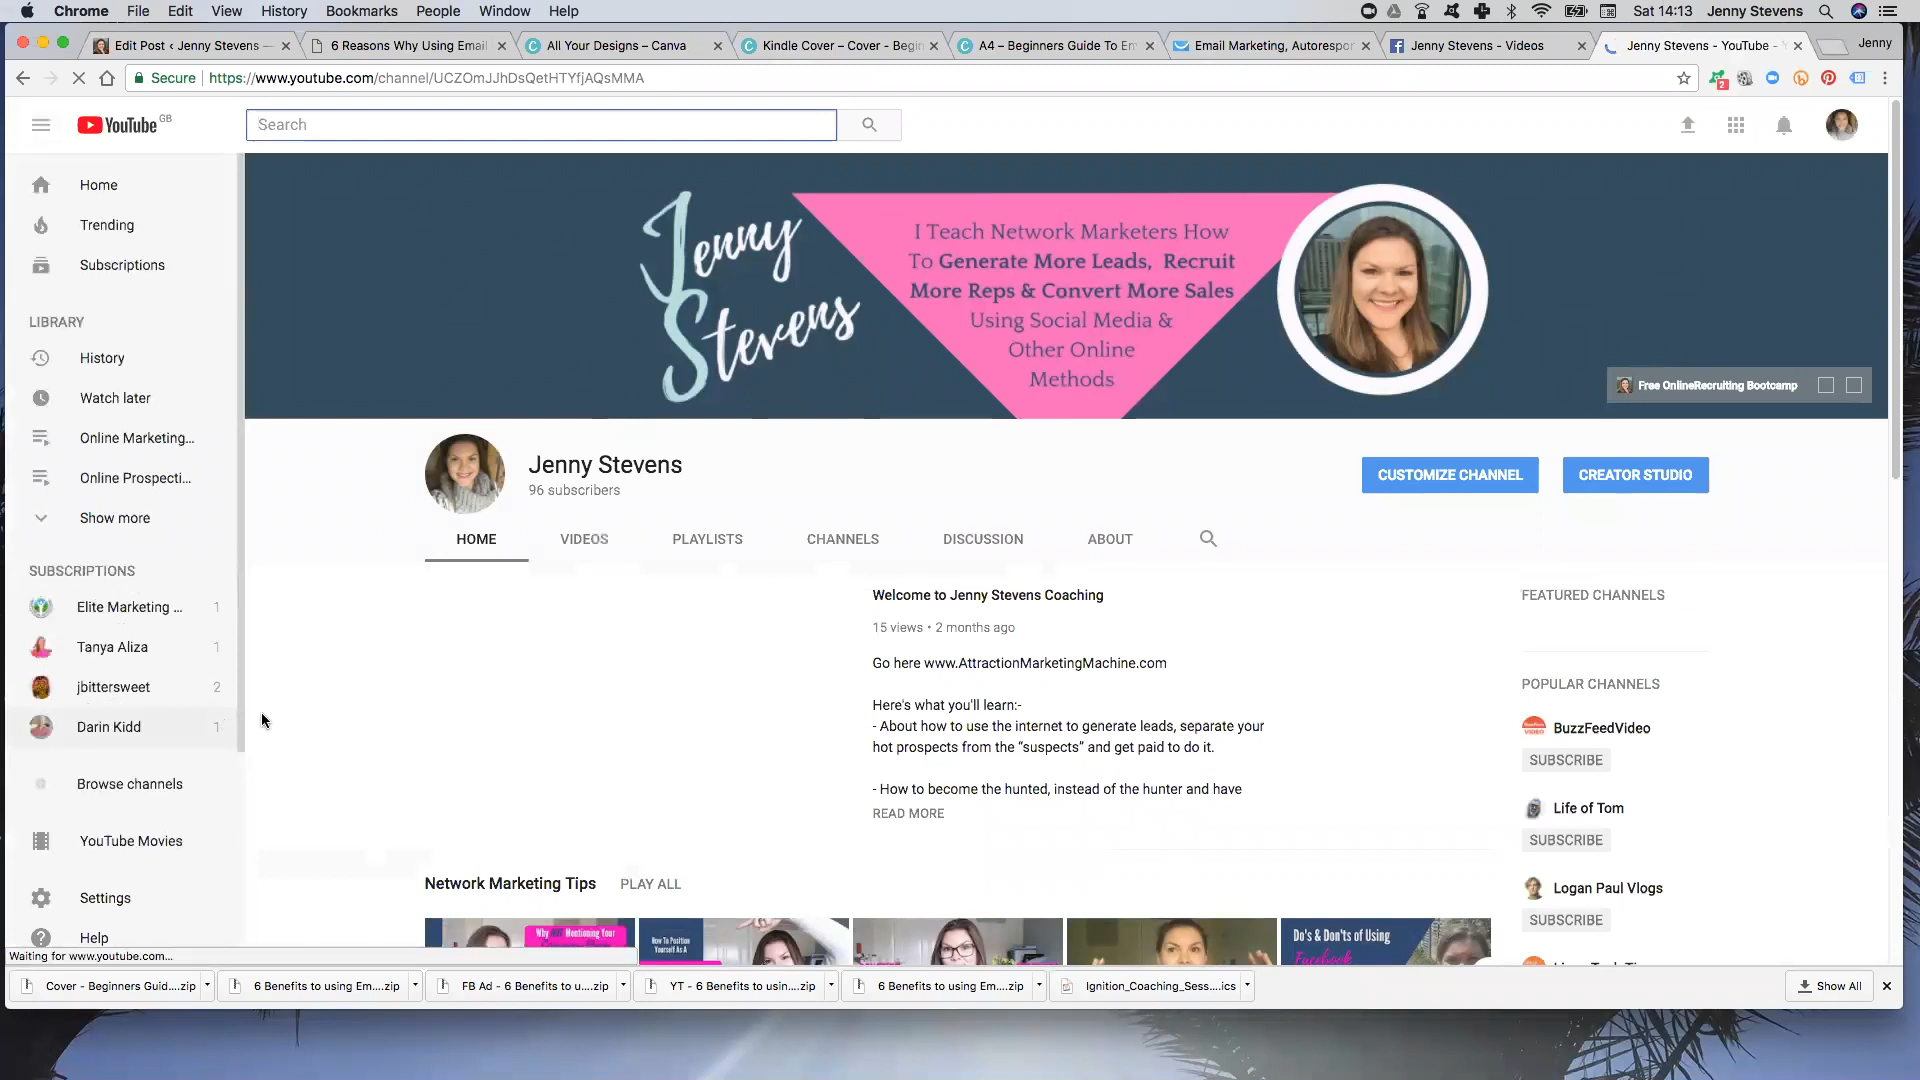 Chrome File Edit View History Bookmarks People Window Help Sat 14:13 Jenny Stevens
Edit Post ‹ Jenny Stevens — 6 Reasons Why Using Email All Your Designs – Canva Kindle Cover – Cover - Begin A4 – Beginners Guide To Em Email Marketing, Autorespor Jenny Stevens - Videos Jenny Stevens - YouTube - Jenny
Secure https://www.youtube.com/channel/UCZOmJJhDsQetHTYfjAQsMMA
YouTube GB Search
Home
Trending
Subscriptions
LIBRARY
History
Watch later
Online Marketing...
Online Prospecti...
Show more
SUBSCRIPTIONS
Elite Marketing ... 1
Tanya Aliza 1
jbittersweet 2
Darin Kidd 1
Browse channels
YouTube Movies
Settings
Help
Waiting for www.youtube.com...
Jenny
Stevens
I Teach Network Marketers How
To Generate More Leads, Recruit
More Reps & Convert More Sales
Using Social Media &
Other Online
Methods
Free OnlineRecruiting Bootcamp
Jenny Stevens
96 subscribers
CUSTOMIZE CHANNEL CREATOR STUDIO
HOME VIDEOS PLAYLISTS CHANNELS DISCUSSION ABOUT
Welcome to Jenny Stevens Coaching
15 views • 2 months ago
Go here www.AttractionMarketingMachine.com
Here's what you'll learn:-
- About how to use the internet to generate leads, separate your
hot prospects from the “suspects” and get paid to do it.
- How to become the hunted, instead of the hunter and have
READ MORE
FEATURED CHANNELS
POPULAR CHANNELS
BuzzFeedVideo
SUBSCRIBE
Life of Tom
SUBSCRIBE
Logan Paul Vlogs
SUBSCRIBE
Network Marketing Tips PLAY ALL
Why NOT Mentioning Your
How To Position
Yourself As A
Do's & Don'ts of Using
Facebook
Cover - Beginners Guid....zip 6 Benefits to using Em....zip FB Ad - 6 Benefits to u....zip YT - 6 Benefits to usin....zip 6 Benefits to using Em....zip Ignition_Coaching_Sess....ics Show All